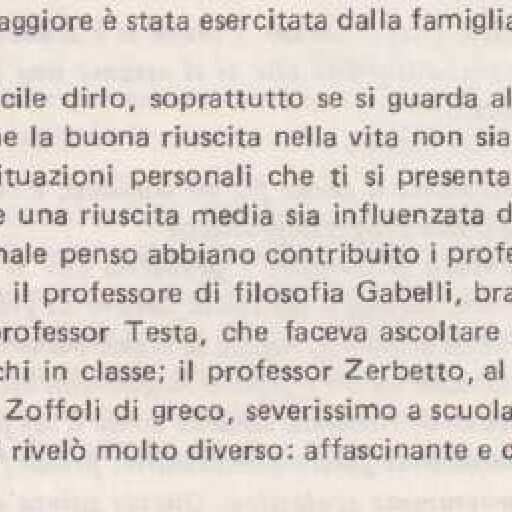 aggiore è stata esercitata dalla famiglia
cile dirlo, soprattutto se si guarda al
e la buona riuscita nella vita non sia
ituazioni personali che ti si presenta
e una riuscita media sia influenzata d
nale penso abbiano contribuito i profe
il professore di filosofia Gabelli, bra
professor Testa, che faceva ascoltare
chi in classe; il professor Zerbetto, al
Zoffoli di greco, severissimo a scuola
rivelò molto diverso: affascinante e c